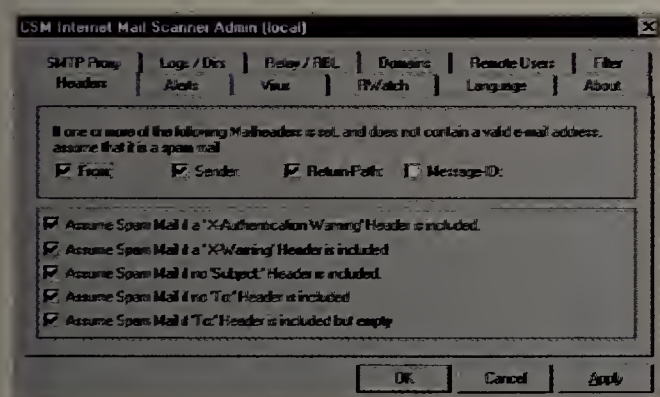 CSM Internet Mail Scanner Admin (local)
SMTP Proxy Logs / Dirs Relay / RBL Domains Remote Users Filter
Headers Alerts Virus Watch Language About
If one or more of the following Mailheaders is set, and does not contain a valid e-mail address,
assume that it is a spam mail
From: Sender: Return-Path: Message-ID:
Assume Spam Mail if a "X-Authentication Warning" Header is included.
Assume Spam Mail if a "X-Warning" Header is included
Assume Spam Mail if no "Subject:" Header is included.
Assume Spam Mail if no "To:" Header is included
Assume Spam Mail if "To:" Header is included but empty
OK Cancel Apply